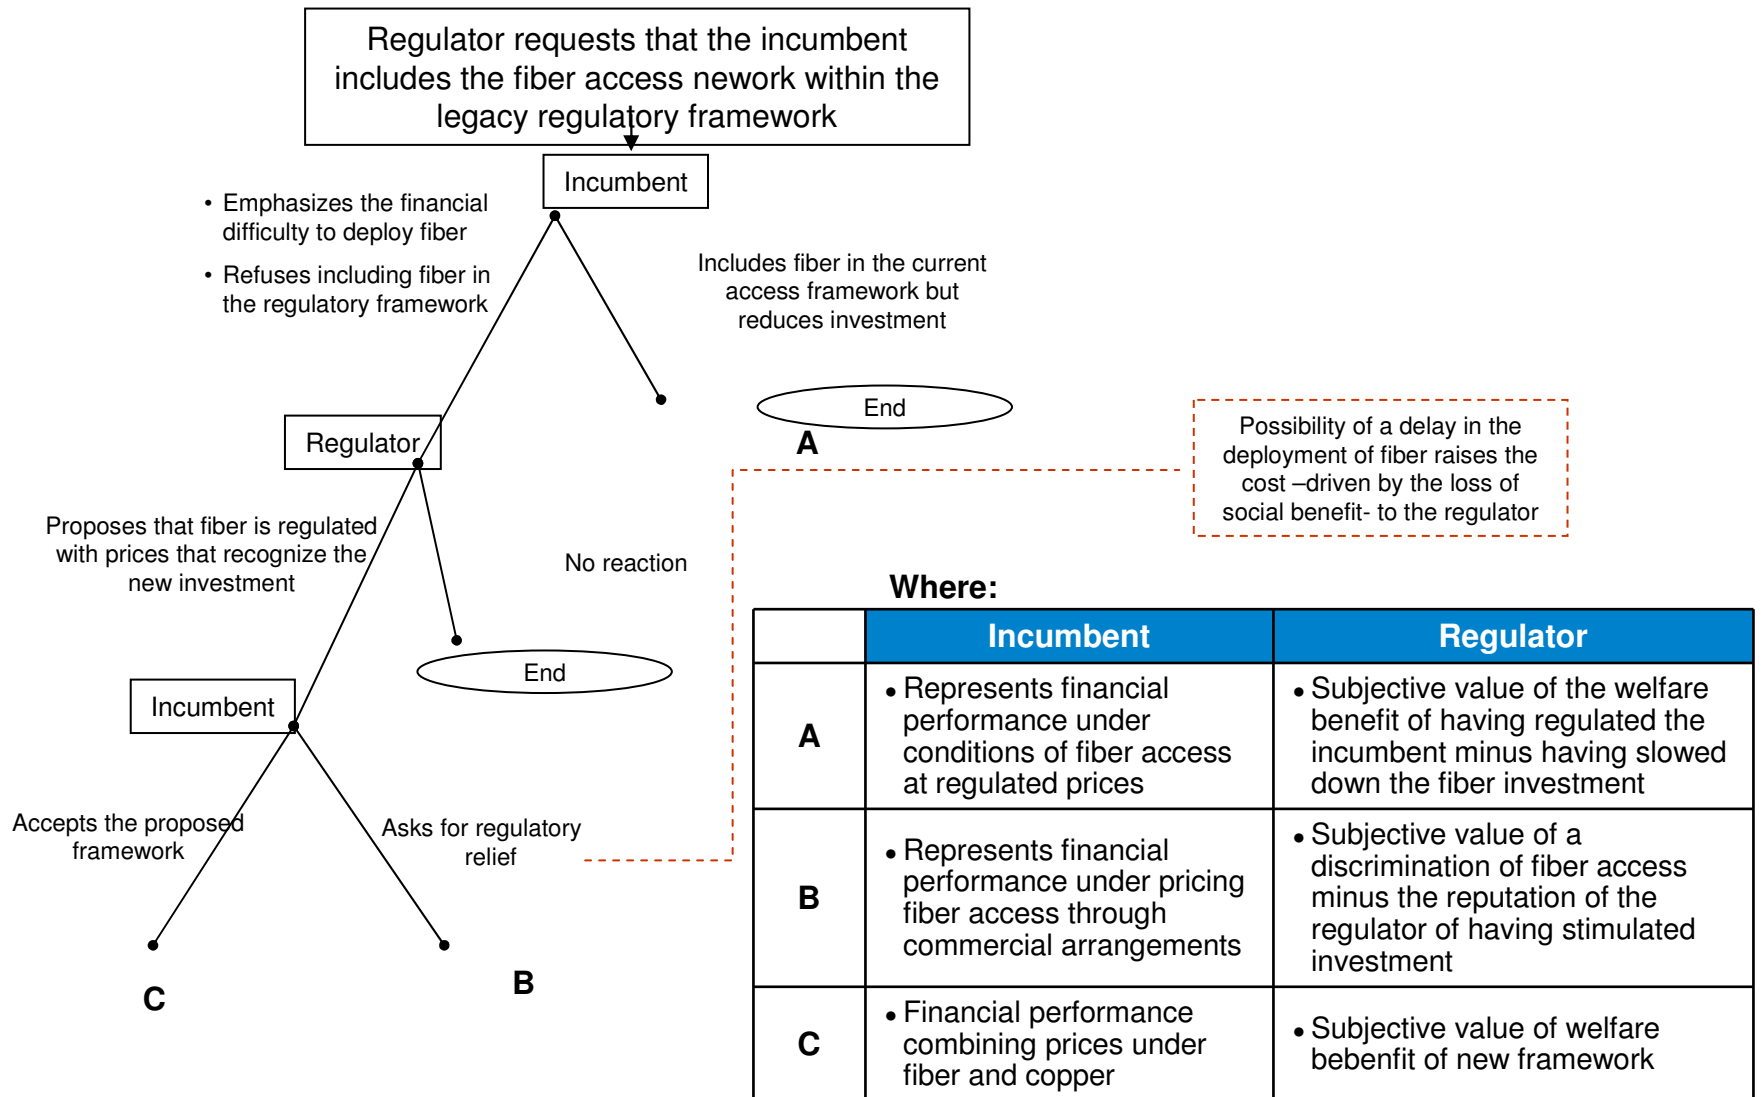 Regulator requests that the incumbent
includes the fiber access nework within the
legacy regulatory framework
Incumbent
• Emphasizes the financial
difficulty to deploy fiber
• Refuses including fiber in
the regulatory framework
Includes fiber in the current
access framework but
reduces investment
End
A
Regulator
Possibility of a delay in the
deployment of fiber raises the
cost –driven by the loss of
social benefit- to the regulator
Proposes that fiber is regulated
with prices that recognize the
new investment
No reaction
End
Incumbent
Accepts the proposed
framework
Asks for regulatory
relief
C
B
Where:
Incumbent
Regulator
A
• Represents financial
performance under
conditions of fiber access
at regulated prices
• Subjective value of the welfare
benefit of having regulated the
incumbent minus having slowed
down the fiber investment
B
• Represents financial
performance under pricing
fiber access through
commercial arrangements
• Subjective value of a
discrimination of fiber access
minus the reputation of the
regulator of having stimulated
investment
C
• Financial performance
combining prices under
fiber and copper
• Subjective value of welfare
bebenfit of new framework